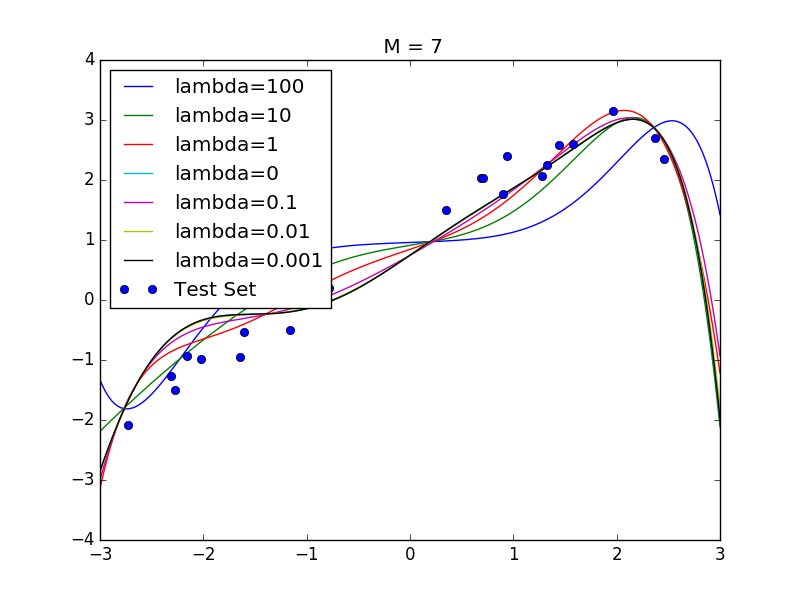 M = 7
4
3
2
1
0
−1
−2
−3
−4
lambda=100
lambda=10
lambda=1
lambda=0
lambda=0.1
lambda=0.01
lambda=0.001
Test Set
−3 −2 −1 0 1 2 3